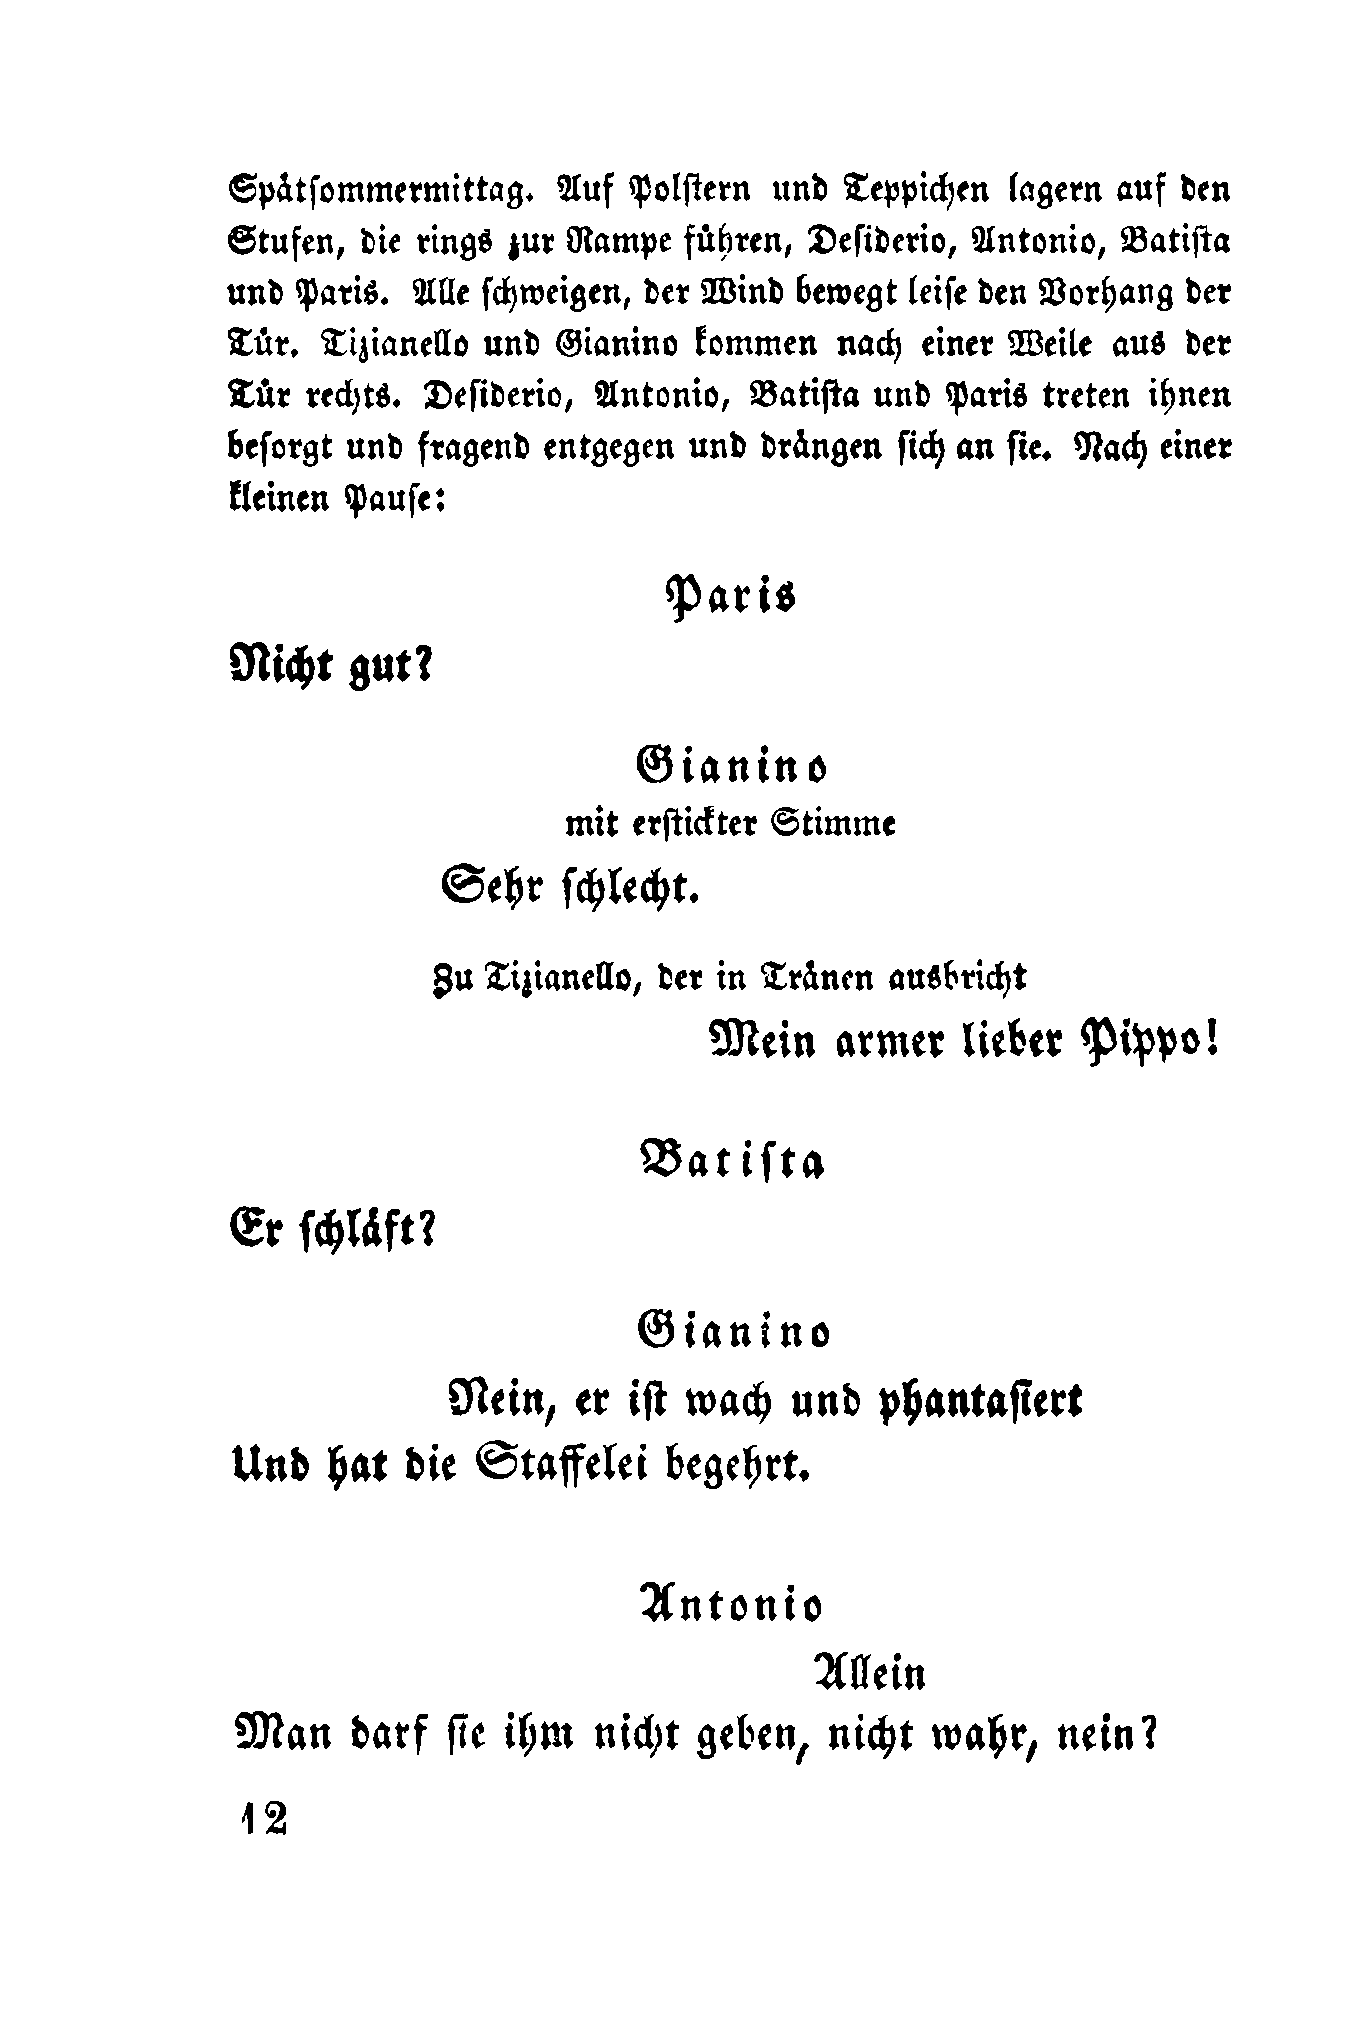 Spätsommermittag. Auf Polstern und Teppichen lagern auf den
Stufen, die rings zur Rampe führen, Desiderio, Antonio, Batista
und Paris. Alle schweigen, der Wind bewegt leise den Vorhang der
Tür. Tizianello und Gianino kommen nach einer Weile aus der
Tür rechts. Desiderio, Antonio, Batista und Paris treten ihnen
besorgt und fragend entgegen und drängen sich an sie. Nach einer
kleinen Pause:
Paris
Nicht gut?
Gianino
mit erstickter Stimme
Sehr schlecht.
Zu Tizianello, der in Tränen ausbricht
Mein armer lieber Pippo!
Batista
Er schläft?
Gianino
Nein, er ist wach und phantasiert
Und hat die Staffelei begehrt.
Antonio
Allein
Man darf sie ihm nicht geben, nicht wahr, nein?
12